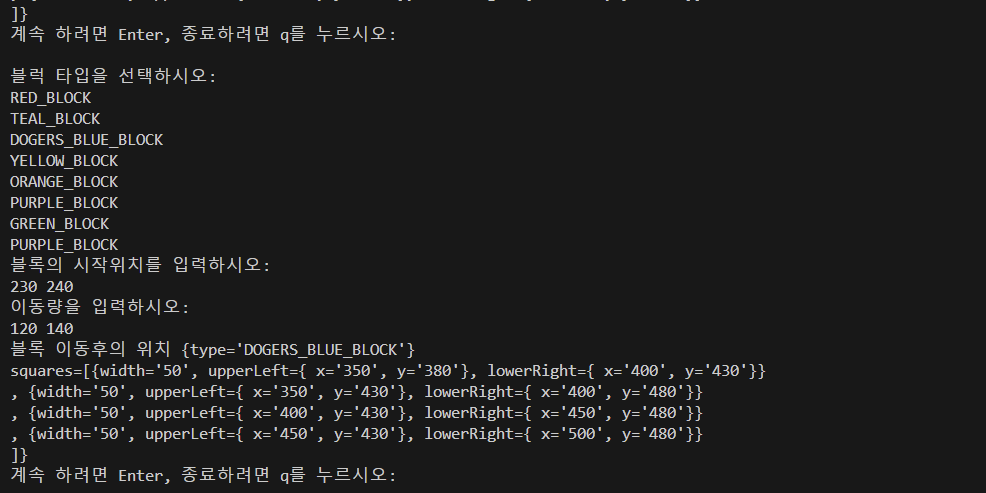 ]}
계속 하려면 Enter, 종료하려면 q를 누르시오:
블럭 타입을 선택하시오:
RED_BLOCK
TEAL_BLOCK
DOGERS_BLUE_BLOCK
YELLOW_BLOCK
ORANGE_BLOCK
PURPLE_BLOCK
GREEN_BLOCK
PURPLE_BLOCK
블록의 시작위치를 입력하시오:
230 240
이동량을 입력하시오:
120 140
블록 이동후의 위치 {type='DOGERS_BLUE_BLOCK'}
squares=[{width='50', upperLeft={ x='350', y='380'}, lowerRight={ x='400', y='430'}}
, {width='50', upperLeft={ x='350', y='430'}, lowerRight={ x='400', y='480'}}
, {width='50', upperLeft={ x='400', y='430'}, lowerRight={ x='450', y='480'}}
, {width='50', upperLeft={ x='450', y='430'}, lowerRight={ x='500', y='480'}}
]}
계속 하려면 Enter, 종료하려면 q를 누르시오: